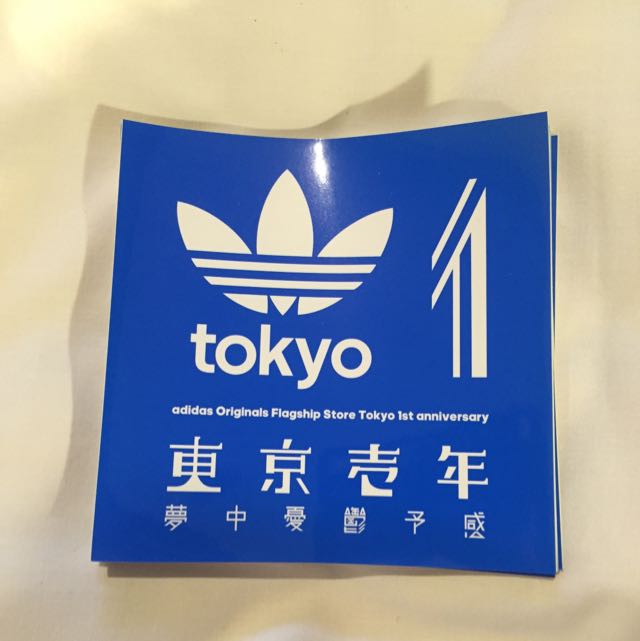 tokyo 1
adidas Originals Flagship Store Tokyo 1st anniversary
東京壱年
夢中憂鬱予感